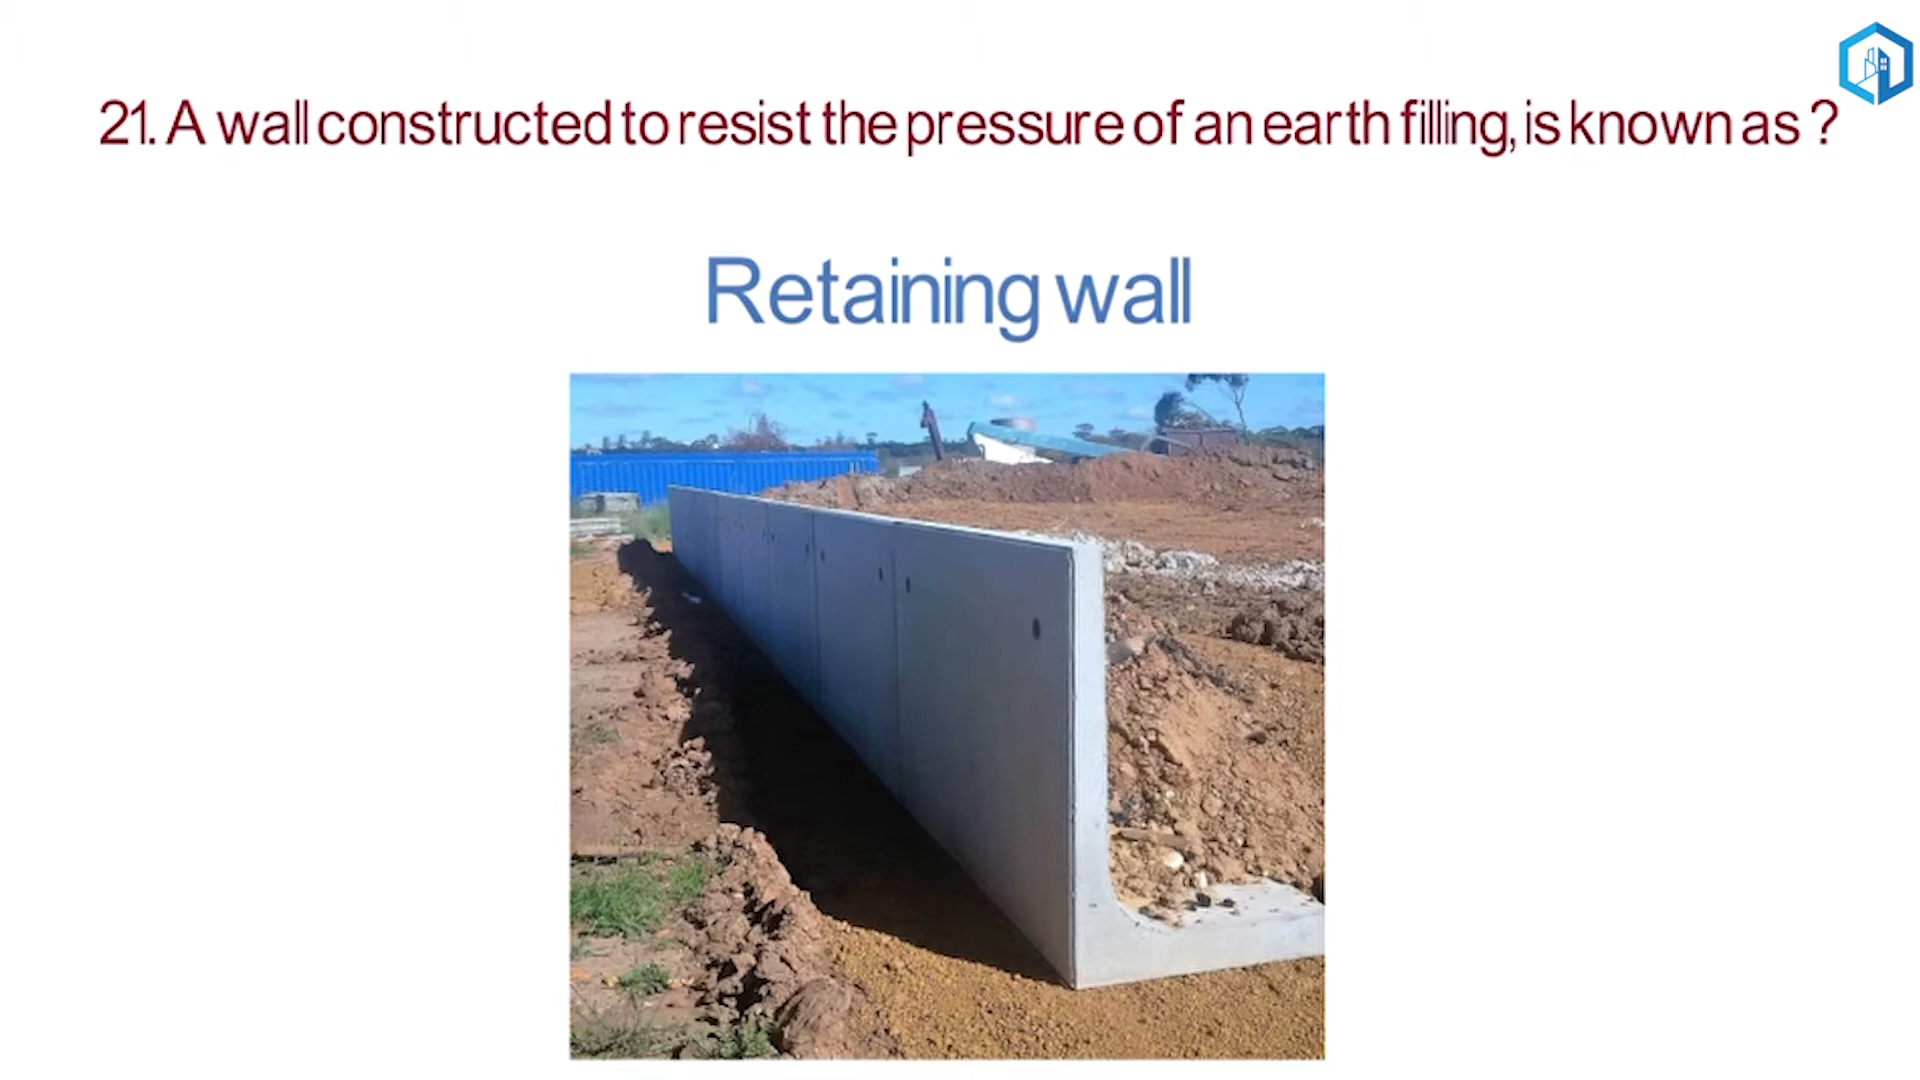 21. A wall constructed to resist the pressure of an earth filling, is known as ?
Retaining wall